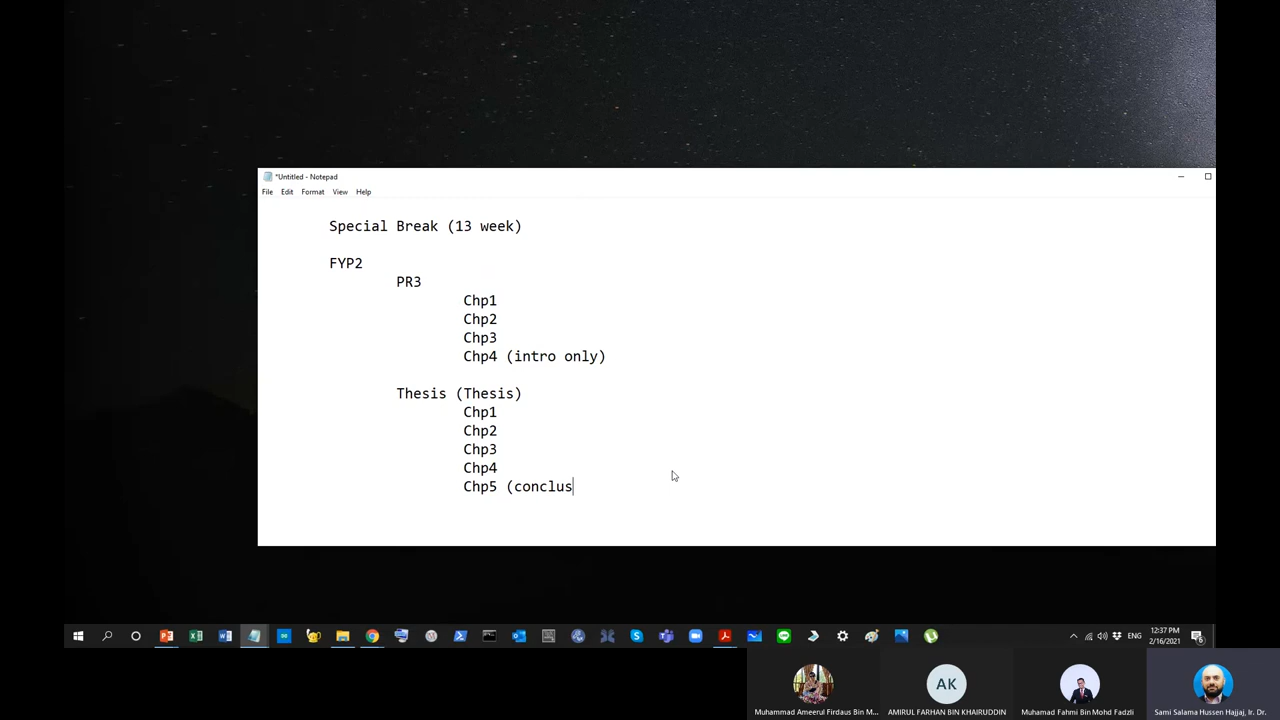 *Untitled - Notepad
File Edit Format View Help
Special Break (13 week)
FYP2
PR3
Chp1
Chp2
Chp3
Chp4 (intro only)
Thesis (Thesis)
Chp1
Chp2
Chp3
Chp4
Chp5 (conclus
ENG
12:37 PM
2/16/2021
AK
Muhammad Ameerul Firdaus Bin M...
AMIRUL FARHAN BIN KHAIRUDDIN
Muhamad Fahmi Bin Mohd Fadzli
Sami Salama Hussen Hajjaj, Ir. Dr.